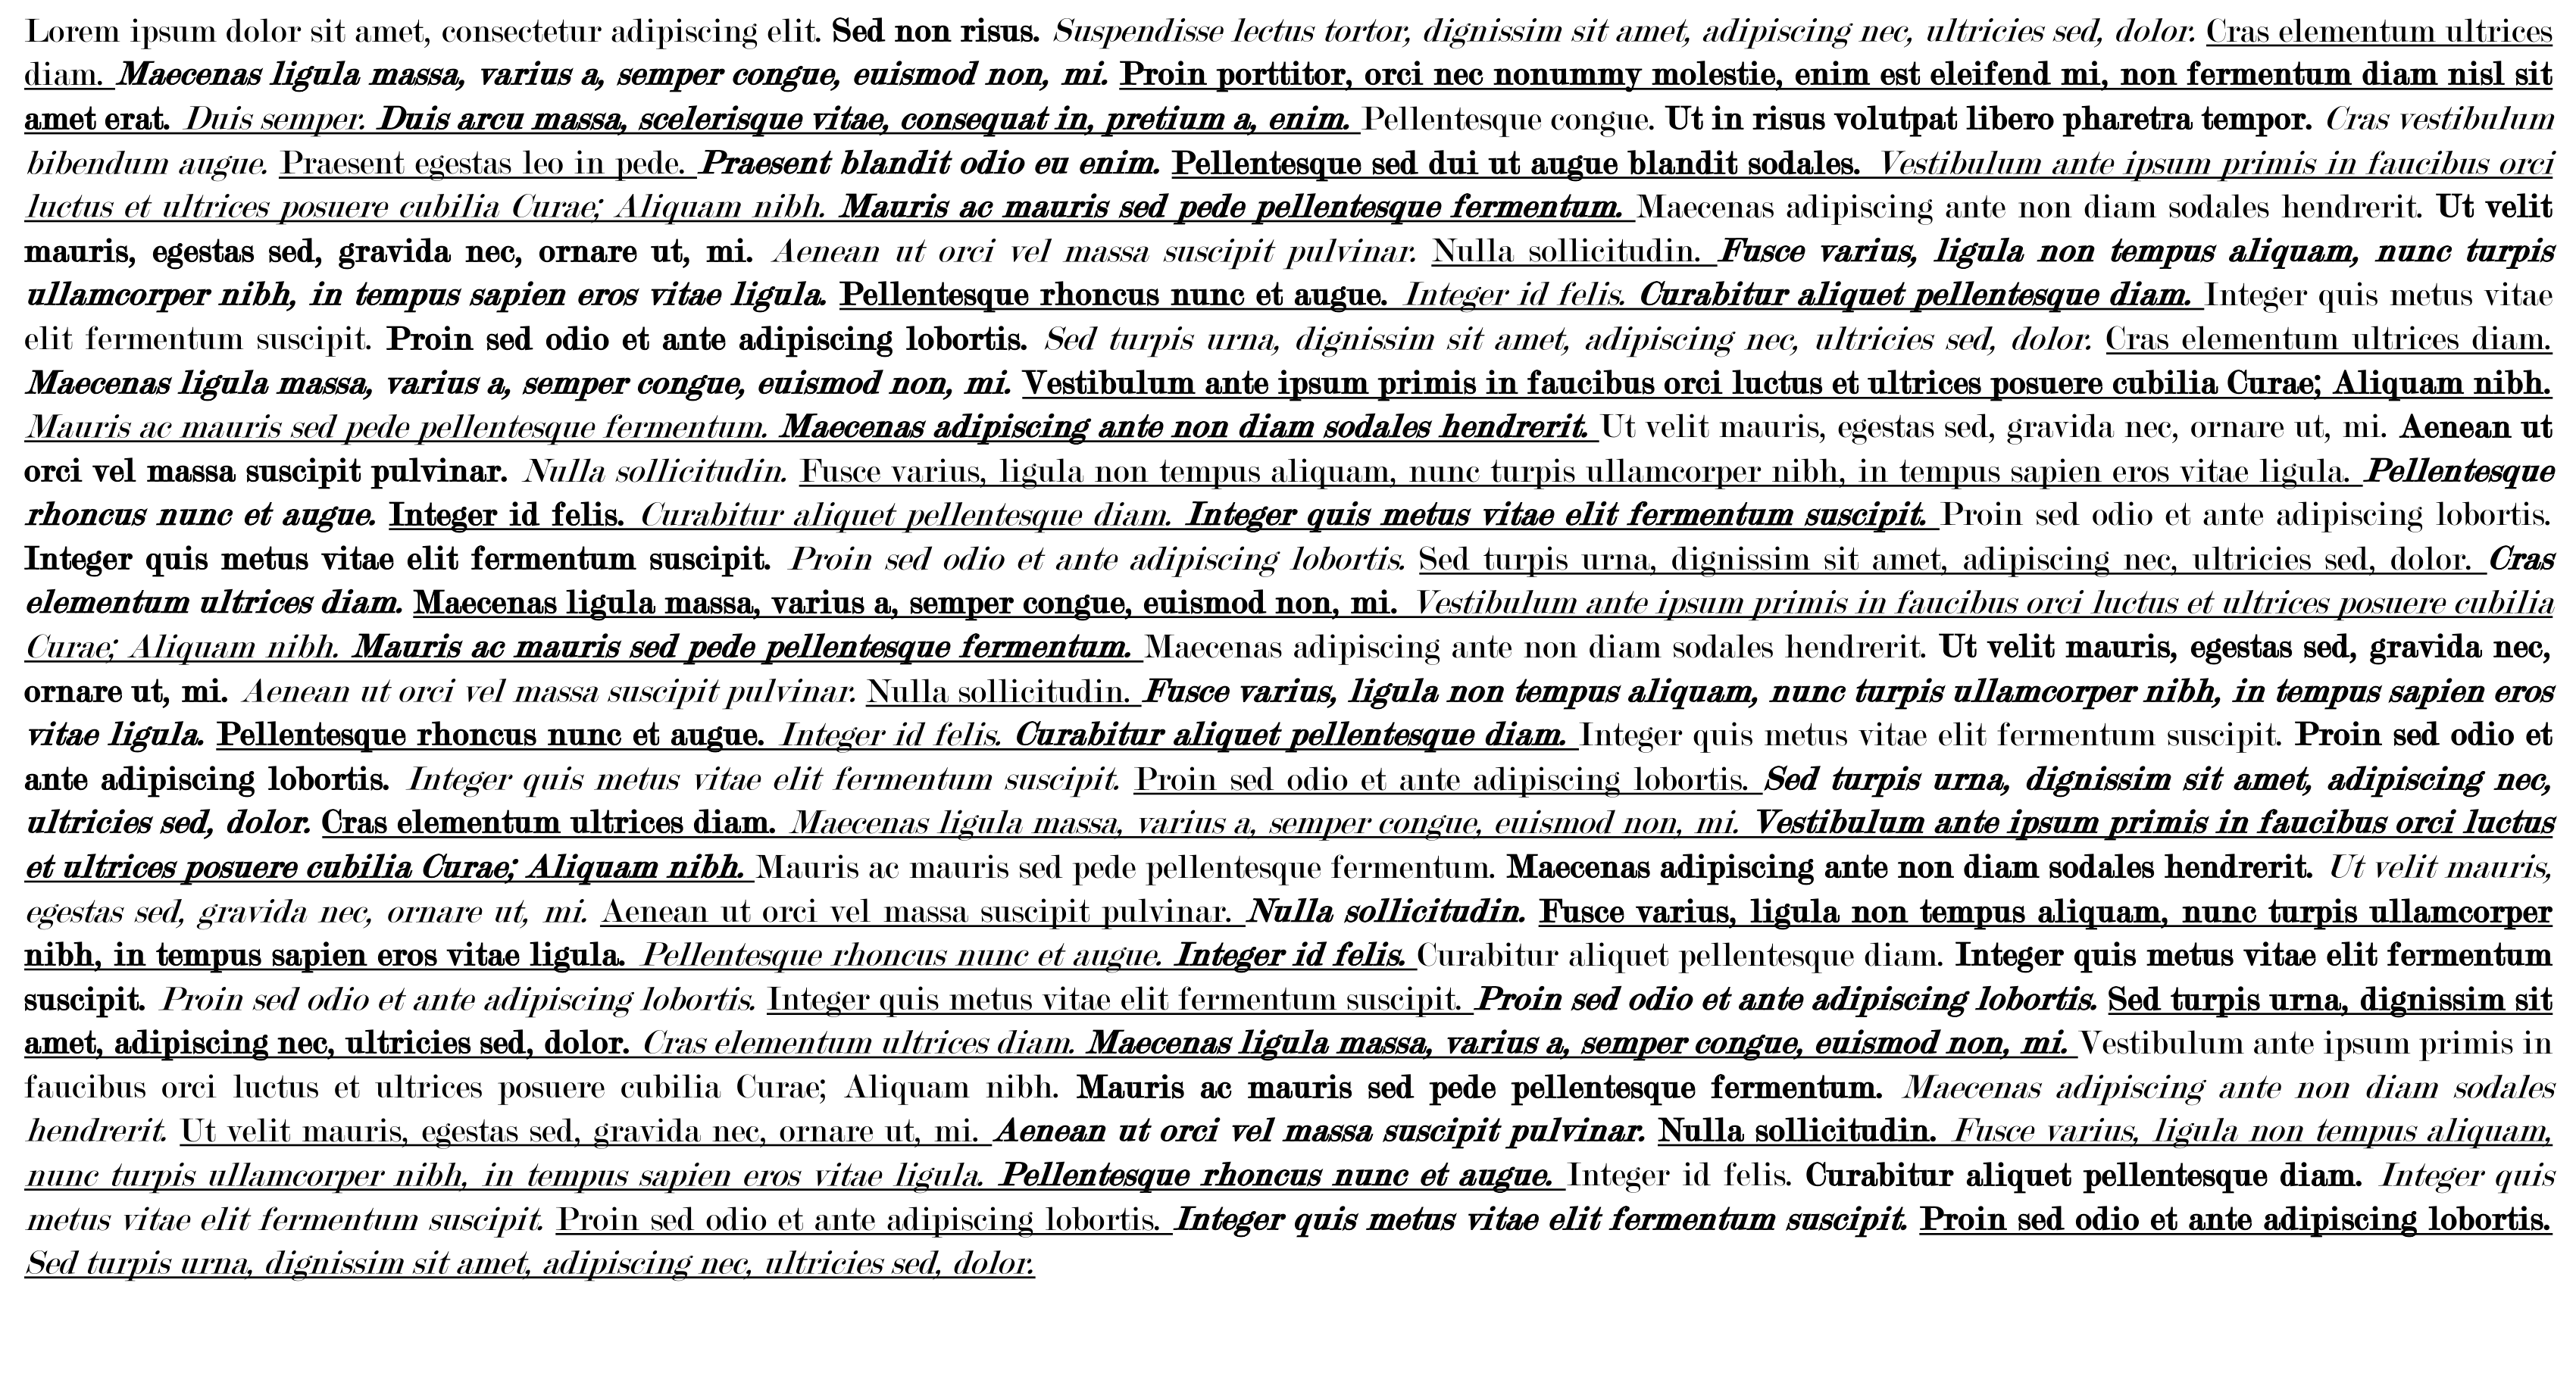 Lorem ipsum dolor sit amet, consectetur adipiscing elit. Sed non risus. Suspendisse lectus tortor, dignissim sit amet, adipiscing nec, ultricies sed, dolor. Cras elementum ultrices
diam. Maecenas ligula massa, varius a, semper congue, euismod non, mi. Proin porttitor, orci nec nonummy molestie, enim est eleifend mi, non fermentum diam nisl sit
amet erat. Duis semper. Duis arcu massa, scelerisque vitae, consequat in, pretium a, enim. Pellentesque congue. Ut in risus volutpat libero pharetra tempor. Cras vestibulum
bibendum augue. Praesent egestas leo in pede. Praesent blandit odio eu enim. Pellentesque sed dui ut augue blandit sodales. Vestibulum ante ipsum primis in faucibus orci
luctus et ultrices posuere cubilia Curae; Aliquam nibh. Mauris ac mauris sed pede pellentesque fermentum. Maecenas adipiscing ante non diam sodales hendrerit. Ut velit
mauris, egestas sed, gravida nec, ornare ut, mi. Aenean ut orci vel massa suscipit pulvinar. Nulla sollicitudin. Fusce varius, ligula non tempus aliquam, nunc turpis
ullamcorper nibh, in tempus sapien eros vitae ligula. Pellentesque rhoncus nunc et augue. Integer id felis. Curabitur aliquet pellentesque diam. Integer quis metus vitae
elit fermentum suscipit. Proin sed odio et ante adipiscing lobortis. Sed turpis urna, dignissim sit amet, adipiscing nec, ultricies sed, dolor. Cras elementum ultrices diam.
Maecenas ligula massa, varius a, semper congue, euismod non, mi. Vestibulum ante ipsum primis in faucibus orci luctus et ultrices posuere cubilia Curae; Aliquam nibh.
Mauris ac mauris sed pede pellentesque fermentum. Maecenas adipiscing ante non diam sodales hendrerit. Ut velit mauris, egestas sed, gravida nec, ornare ut, mi. Aenean ut
orci vel massa suscipit pulvinar. Nulla sollicitudin. Fusce varius, ligula non tempus aliquam, nunc turpis ullamcorper nibh, in tempus sapien eros vitae ligula. Pellentesque
rhoncus nunc et augue. Integer id felis. Curabitur aliquet pellentesque diam. Integer quis metus vitae elit fermentum suscipit. Proin sed odio et ante adipiscing lobortis.
Integer quis metus vitae elit fermentum suscipit. Proin sed odio et ante adipiscing lobortis. Sed turpis urna, dignissim sit amet, adipiscing nec, ultricies sed, dolor. Cras
elementum ultrices diam. Maecenas ligula massa, varius a, semper congue, euismod non, mi. Vestibulum ante ipsum primis in faucibus orci luctus et ultrices posuere cubilia
Curae; Aliquam nibh. Mauris ac mauris sed pede pellentesque fermentum. Maecenas adipiscing ante non diam sodales hendrerit. Ut velit mauris, egestas sed, gravida nec,
ornare ut, mi. Aenean ut orci vel massa suscipit pulvinar. Nulla sollicitudin. Fusce varius, ligula non tempus aliquam, nunc turpis ullamcorper nibh, in tempus sapien eros
vitae ligula. Pellentesque rhoncus nunc et augue. Integer id felis. Curabitur aliquet pellentesque diam. Integer quis metus vitae elit fermentum suscipit. Proin sed odio et
ante adipiscing lobortis. Integer quis metus vitae elit fermentum suscipit. Proin sed odio et ante adipiscing lobortis. Sed turpis urna, dignissim sit amet, adipiscing nec,
ultricies sed, dolor. Cras elementum ultrices diam. Maecenas ligula massa, varius a, semper congue, euismod non, mi. Vestibulum ante ipsum primis in faucibus orci luctus
et ultrices posuere cubilia Curae; Aliquam nibh. Mauris ac mauris sed pede pellentesque fermentum. Maecenas adipiscing ante non diam sodales hendrerit. Ut velit mauris,
egestas sed, gravida nec, ornare ut, mi. Aenean ut orci vel massa suscipit pulvinar. Nulla sollicitudin. Fusce varius, ligula non tempus aliquam, nunc turpis ullamcorper
nibh, in tempus sapien eros vitae ligula. Pellentesque rhoncus nunc et augue. Integer id felis. Curabitur aliquet pellentesque diam. Integer quis metus vitae elit fermentum
suscipit. Proin sed odio et ante adipiscing lobortis. Integer quis metus vitae elit fermentum suscipit. Proin sed odio et ante adipiscing lobortis. Sed turpis urna, dignissim sit
amet, adipiscing nec, ultricies sed, dolor. Cras elementum ultrices diam. Maecenas ligula massa, varius a, semper congue, euismod non, mi. Vestibulum ante ipsum primis in
faucibus orci luctus et ultrices posuere cubilia Curae; Aliquam nibh. Mauris ac mauris sed pede pellentesque fermentum. Maecenas adipiscing ante non diam sodales
hendrerit. Ut velit mauris, egestas sed, gravida nec, ornare ut, mi. Aenean ut orci vel massa suscipit pulvinar. Nulla sollicitudin. Fusce varius, ligula non tempus aliquam,
nunc turpis ullamcorper nibh, in tempus sapien eros vitae ligula. Pellentesque rhoncus nunc et augue. Integer id felis. Curabitur aliquet pellentesque diam. Integer quis
metus vitae elit fermentum suscipit. Proin sed odio et ante adipiscing lobortis. Integer quis metus vitae elit fermentum suscipit. Proin sed odio et ante adipiscing lobortis.
Sed turpis urna, dignissim sit amet, adipiscing nec, ultricies sed, dolor.